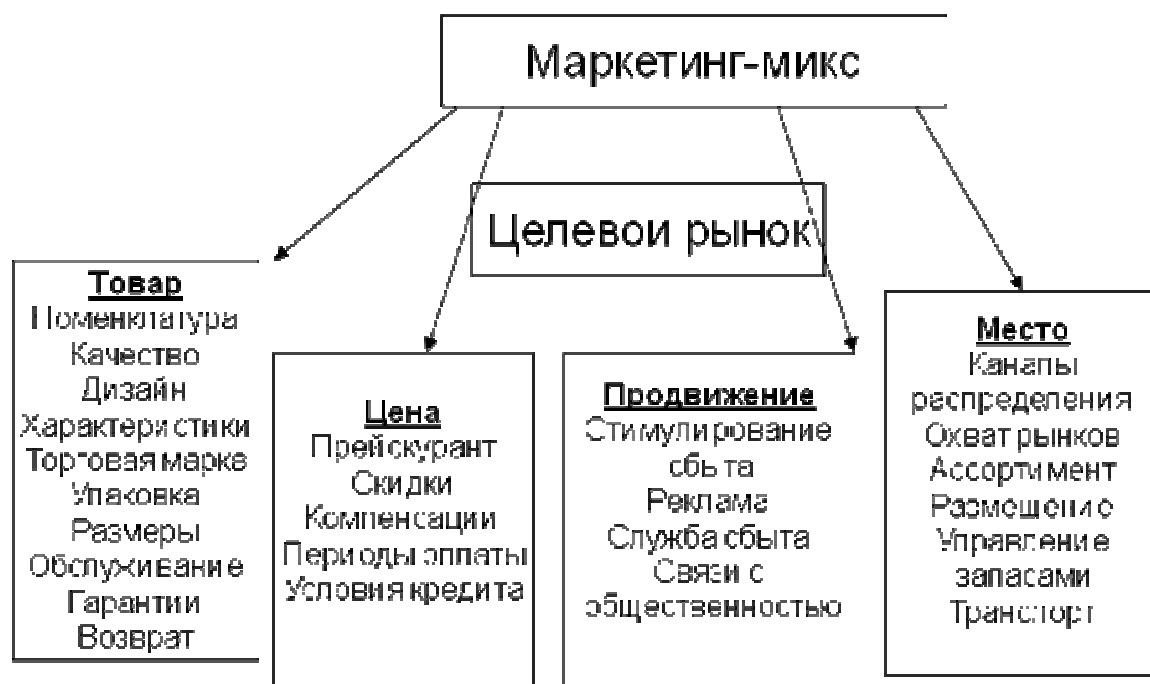 Маркетинг-микс
Целевой рынок
Товар
Номенклатура
Качество
Дизайн
Характеристики
Торговая марка
Упаковка
Размеры
Обслуживание
Гарантии
Возврат
Цена
Прейскурант
Скидки
Компенсации
Периоды оплаты
Условия кредита
Продвижение
Стимулирование
сбыта
Реклама
Служба сбыта
Связи с
общественностью
Место
Каналы
распределения
Охват рынков
Ассортимент
Размещение
Управление
запасами
Транспорт